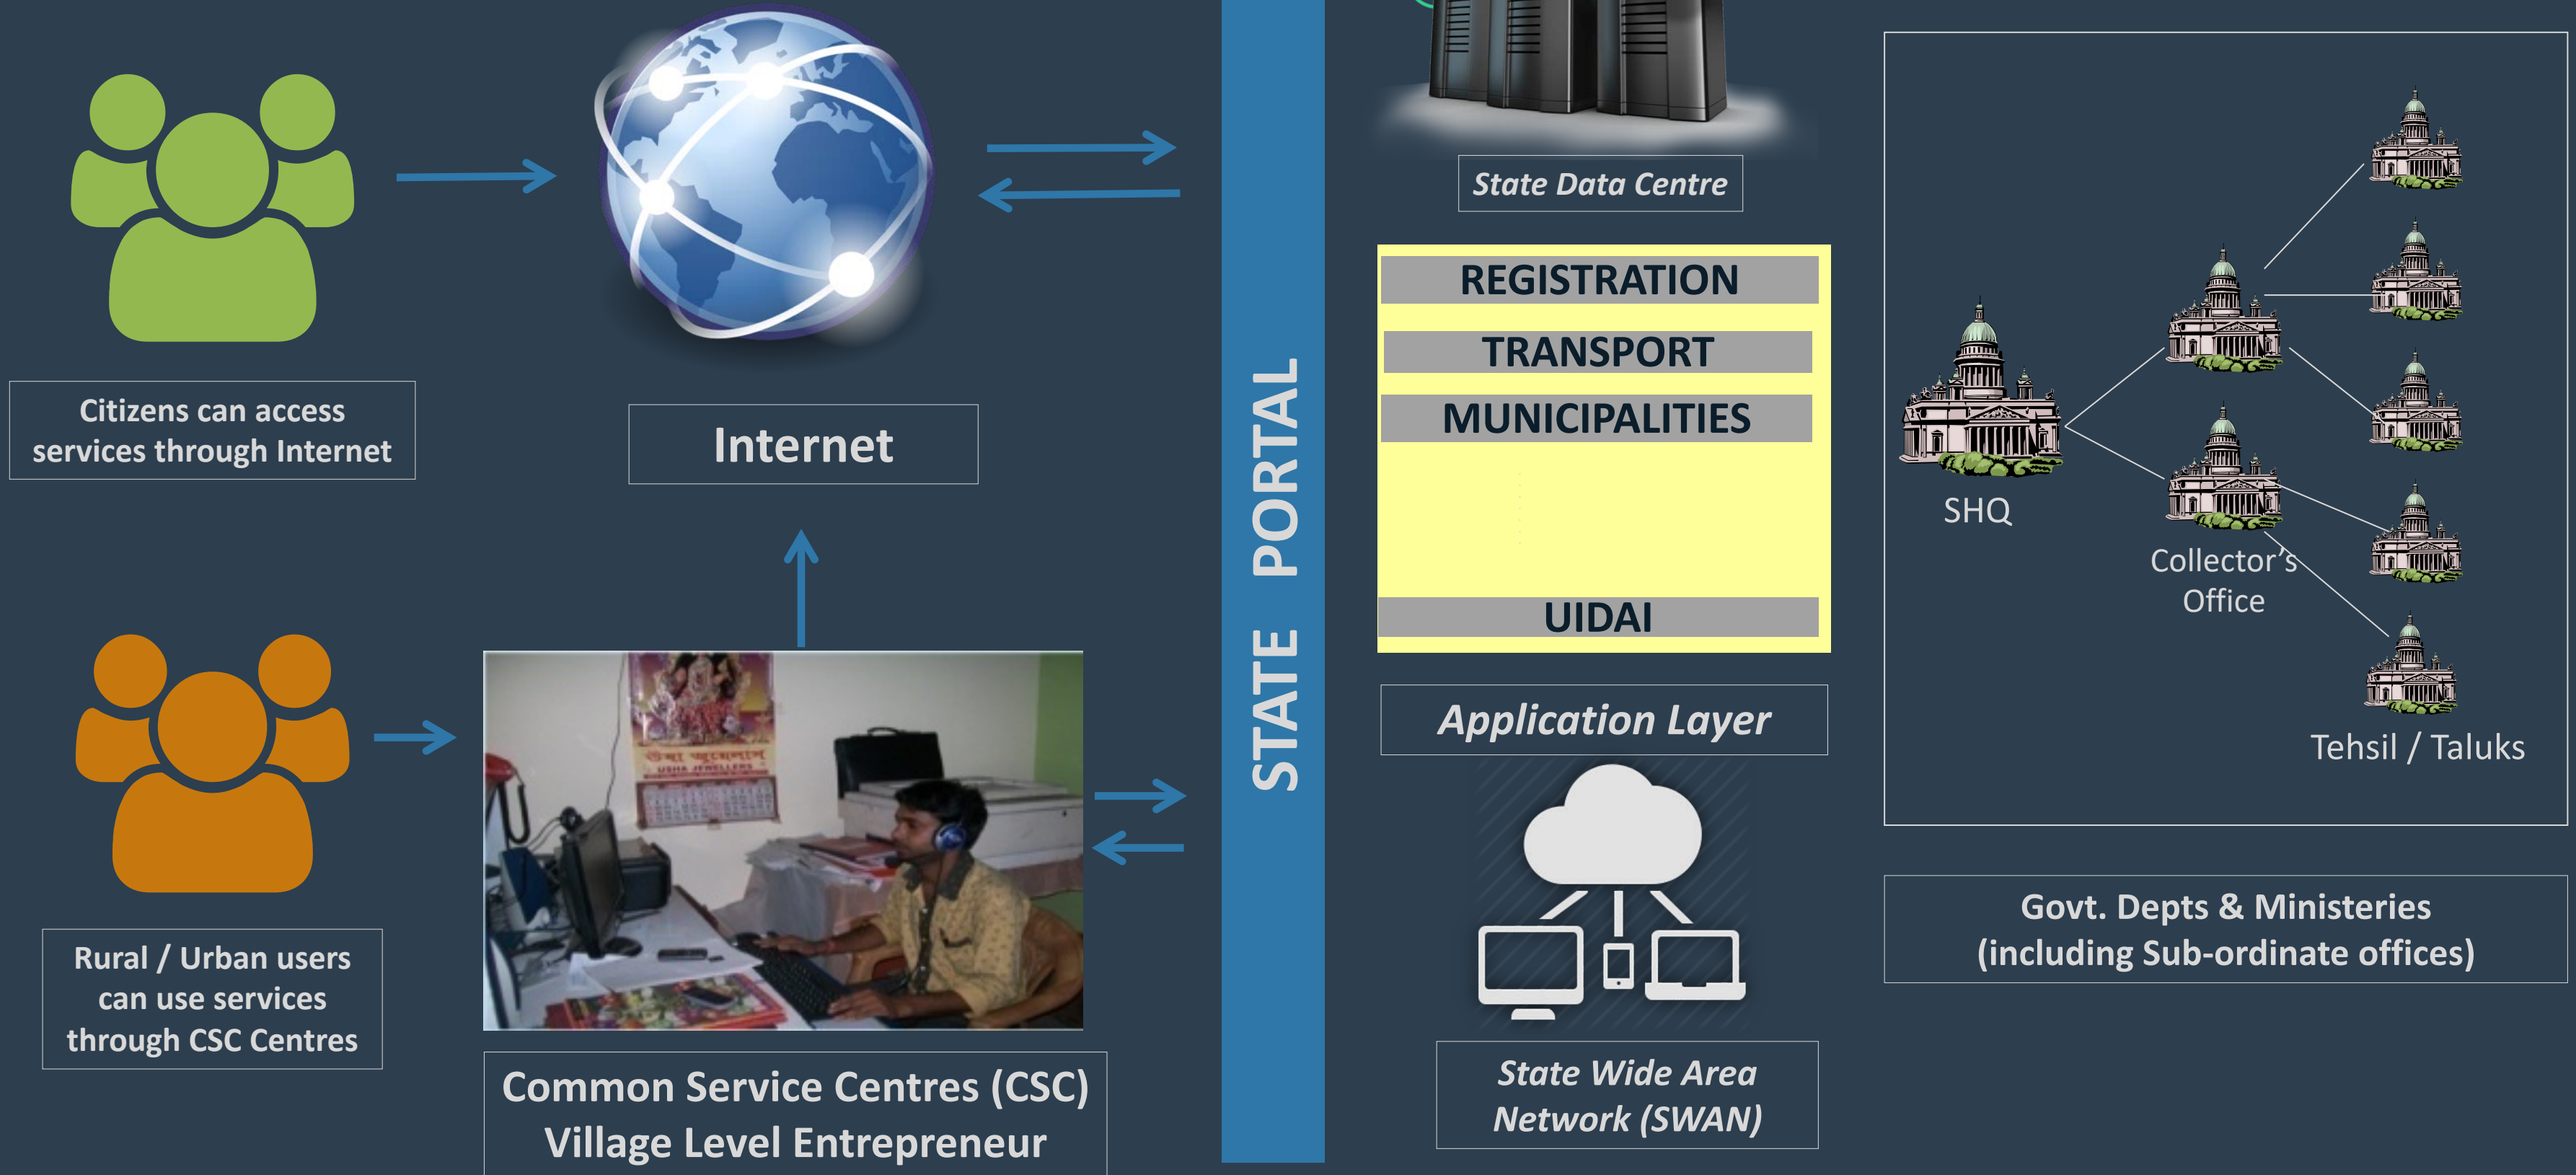 Citizens can access
services through Internet
Internet
Rural / Urban users
can use services
through CSC Centres
USHA JEWELLERS
Common Service Centres (CSC)
Village Level Entrepreneur
STATE PORTAL
State Data Centre
REGISTRATION
TRANSPORT
MUNICIPALITIES
UIDAI
Application Layer
State Wide Area
Network (SWAN)
SHQ
Collector's
Office
Tehsil / Taluks
Govt. Depts & Ministeries
(including Sub-ordinate offices)